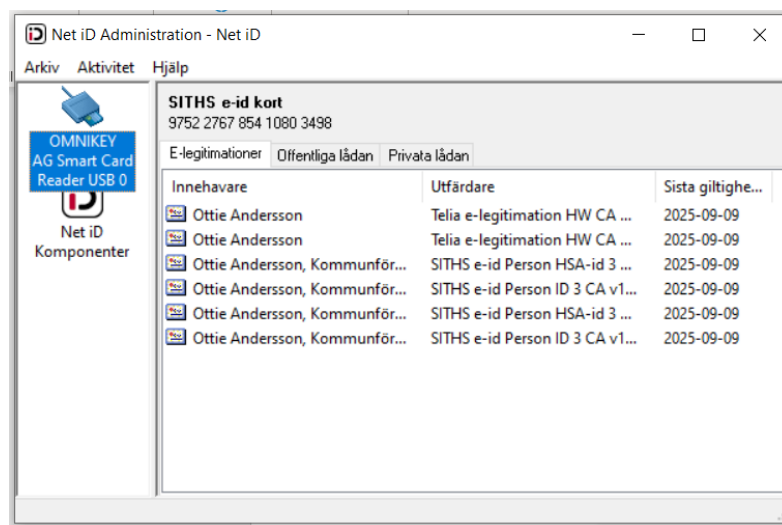 Net iD Administration - Net iD
Arkiv Aktivitet Hjälp
OMNIKEY
AG Smart Card
Reader USB 0
Net iD
Komponenter
SITHS e-id kort
9752 2767 854 1080 3498
E-legitimationer Offentliga lådan Privata lådan
Innehavare Utfärdare Sista giltighe...
Ottie Andersson Telia e-legitimation HW CA ... 2025-09-09
Ottie Andersson Telia e-legitimation HW CA ... 2025-09-09
Ottie Andersson, Kommunför... SITHS e-id Person HSA-id 3 ... 2025-09-09
Ottie Andersson, Kommunför... SITHS e-id Person ID 3 CA v1... 2025-09-09
Ottie Andersson, Kommunför... SITHS e-id Person HSA-id 3 ... 2025-09-09
Ottie Andersson, Kommunför... SITHS e-id Person ID 3 CA v1... 2025-09-09